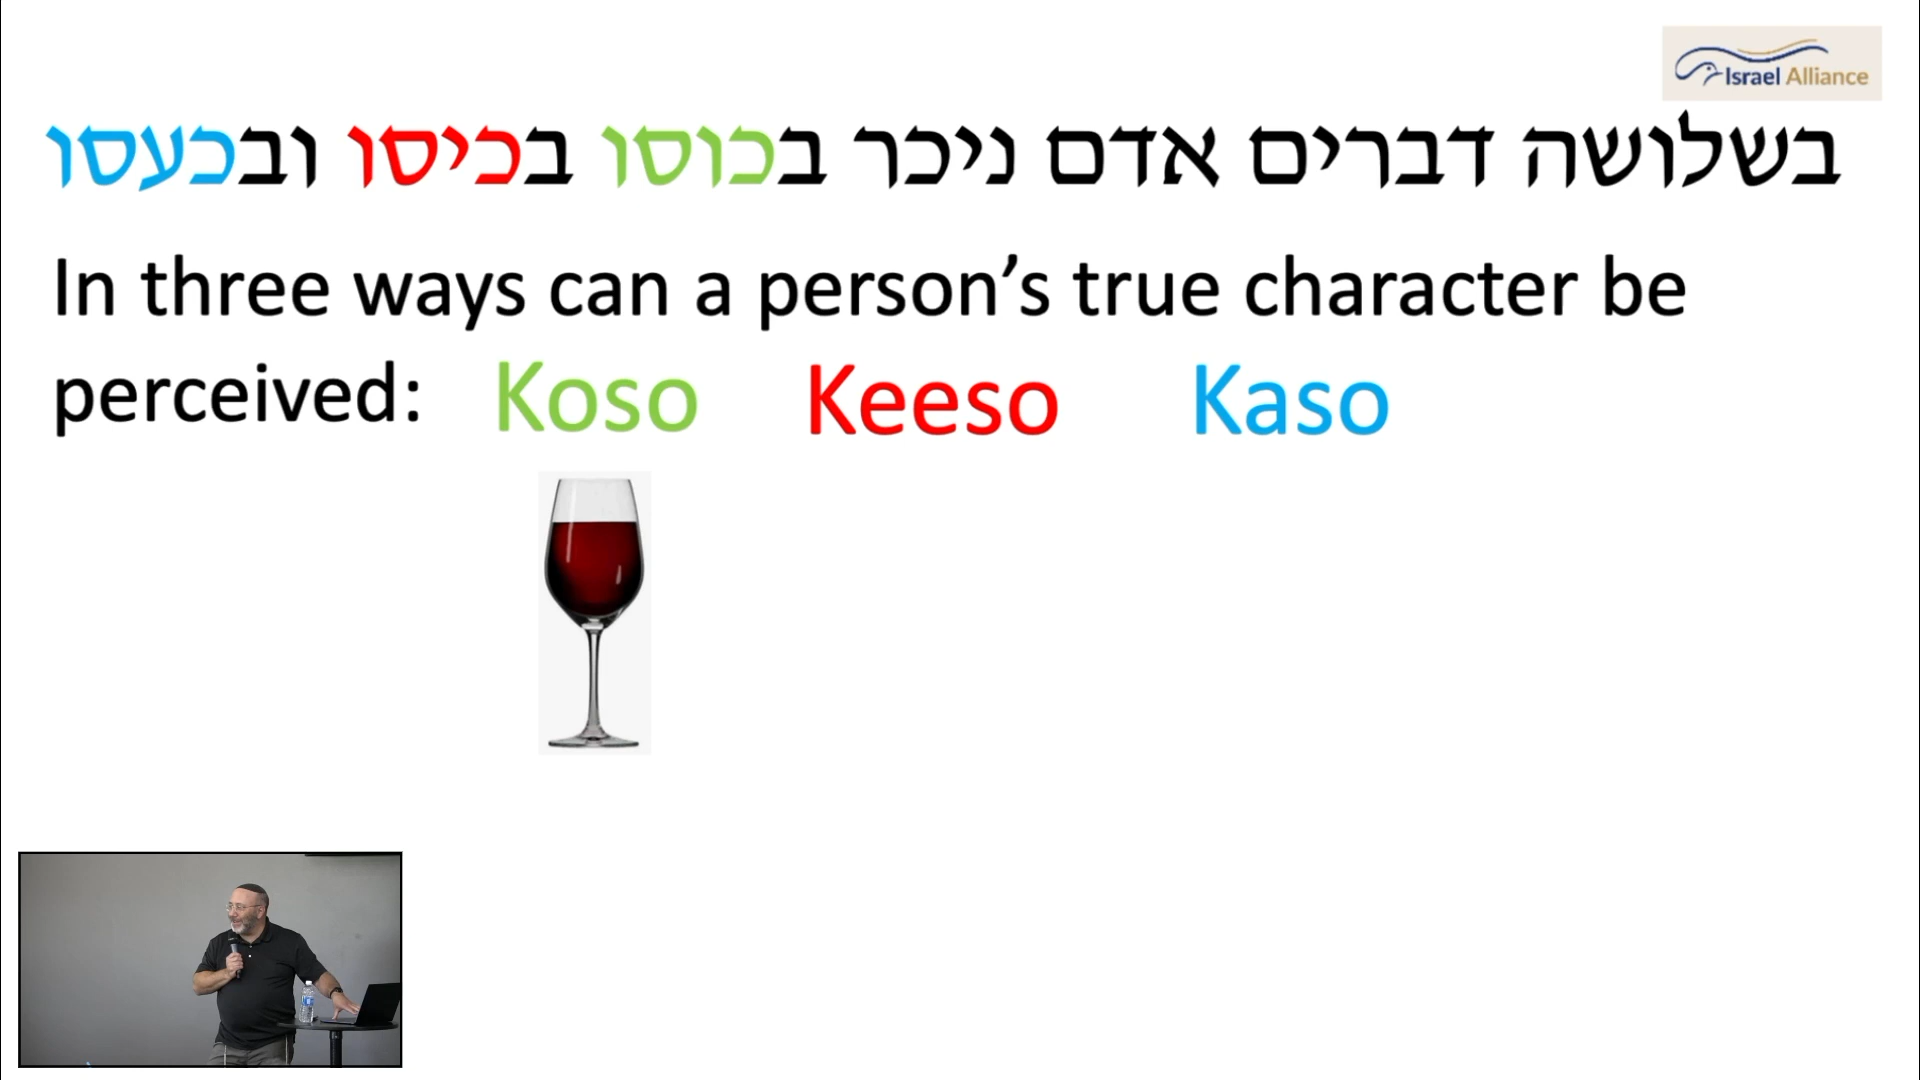 Israel Alliance
בשלושה דברים אדם ניכר בכוסו בכיסו ובכעסו
In three ways can a person’s true character be
perceived: Koso Keeso Kaso